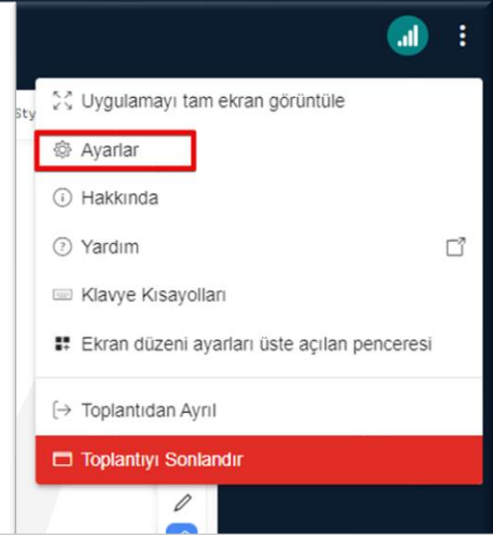 Sty
Uygulamayı tam ekran görüntüle
Ayarlar
Hakkında
Yardım
Klavye Kısayolları
Ekran düzeni ayarları üste açılan penceresi
Toplantıdan Ayrıl
Toplantıyı Sonlandır